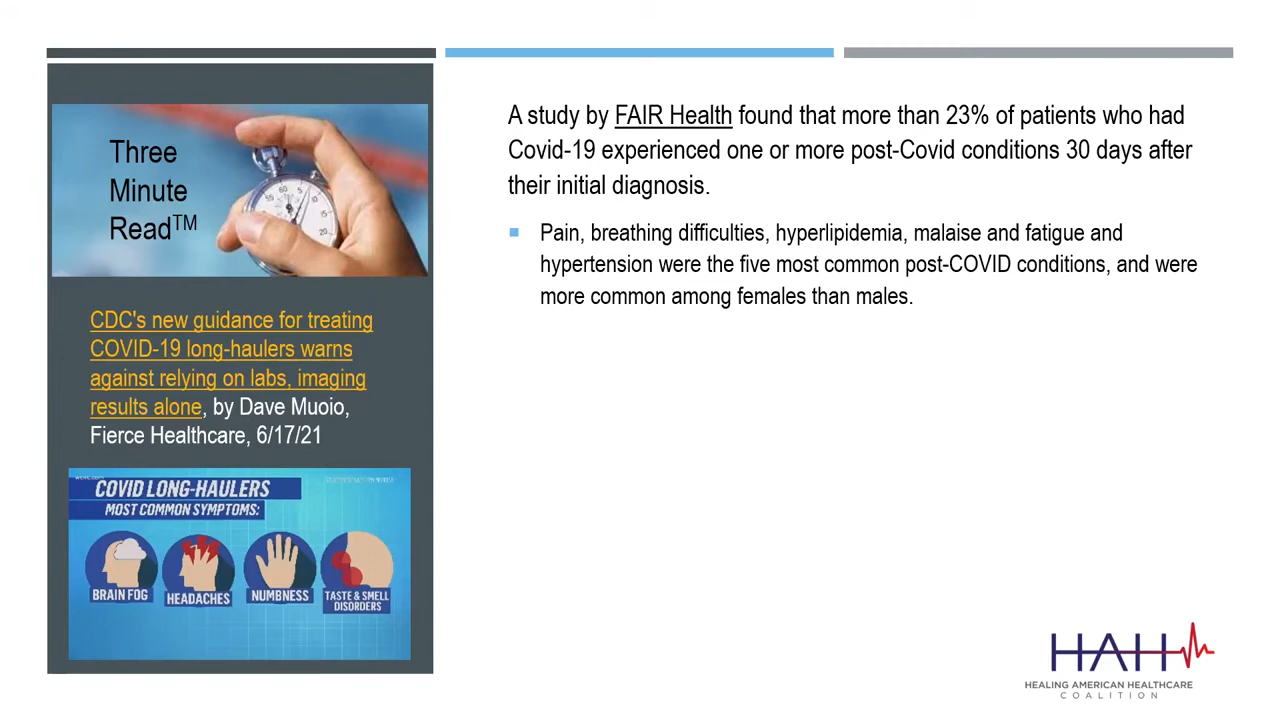 Three
Minute
Read™
CDC's new guidance for treating
COVID-19 long-haulers warns
against relying on labs, imaging
results alone, by Dave Muoio,
Fierce Healthcare, 6/17/21
COVID LONG-HAULERS
MOST COMMON SYMPTOMS:
BRAIN FOG
HEADACHES
NUMBNESS
TASTE & SMELL
DISORDERS
A study by FAIR Health found that more than 23% of patients who had
Covid-19 experienced one or more post-Covid conditions 30 days after
their initial diagnosis.
Pain, breathing difficulties, hyperlipidemia, malaise and fatigue and
hypertension were the five most common post-COVID conditions, and were
more common among females than males.
HAH
HEALING AMERICAN HEALTHCARE
COALITION